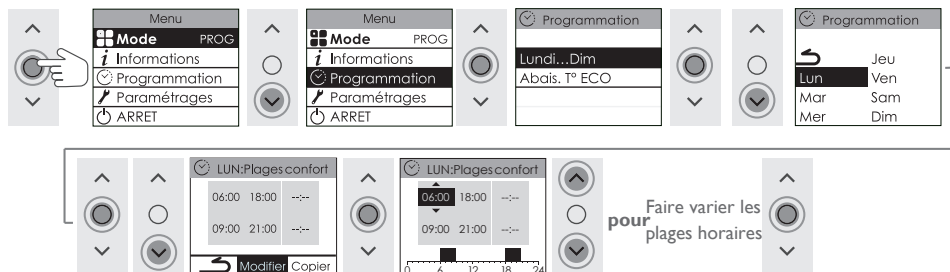 Menu
Mode PROG
i Informations
Programmation
Paramétrages
ARRET
Menu
Mode PROG
i Informations
Programmation
Paramétrages
ARRET
Programmation
Lundi...Dim
Abais. T° ECO
Programmation
Jeu
Lun Ven
Mar Sam
Mer Dim
LUN:Plages confort
06:00 18:00 --:--
09:00 21:00 --:--
Modifier Copier
LUN:Plages confort
06:00 18:00 --:--
09:00 21:00 --:--
0 6 12 18 24
pour Faire varier les
plages horaires